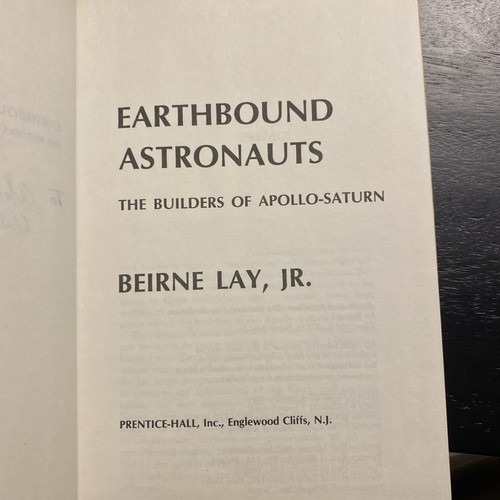 EARTHBOUND
ASTRONAUTS
THE BUILDERS OF APOLLO-SATURN
BEIRNE LAY, JR.
PRENTICE-HALL, Inc., Englewood Cliffs, N.J.